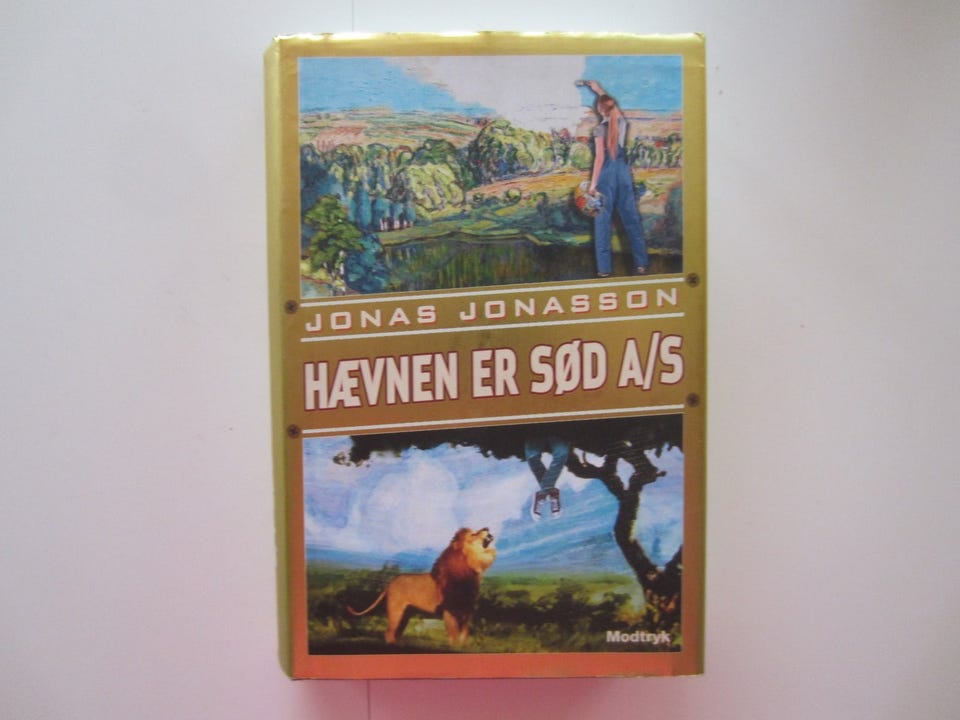 JONAS JONASSON
HÆVNEN ER SØD A/S
Modtryk